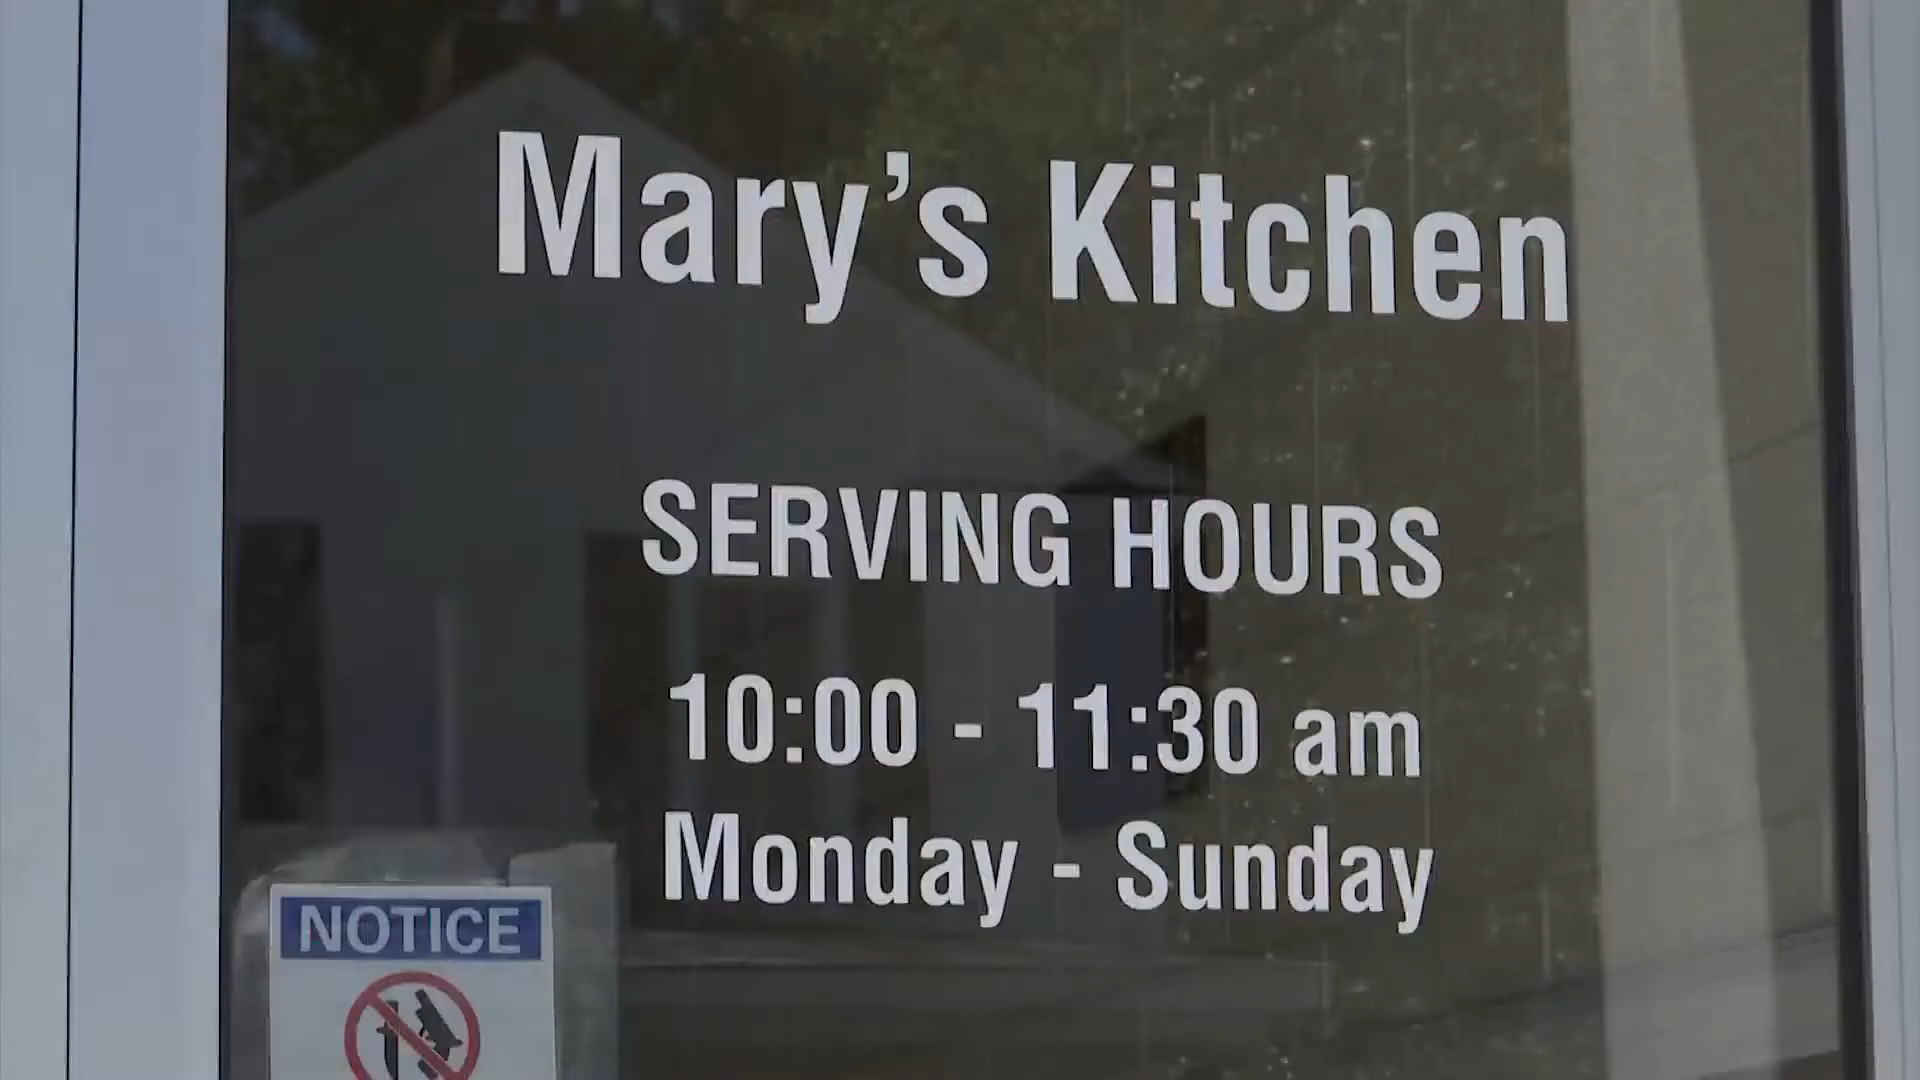 Mary’s Kitchen
SERVING HOURS
10:00 - 11:30 am
Monday - Sunday
NOTICE